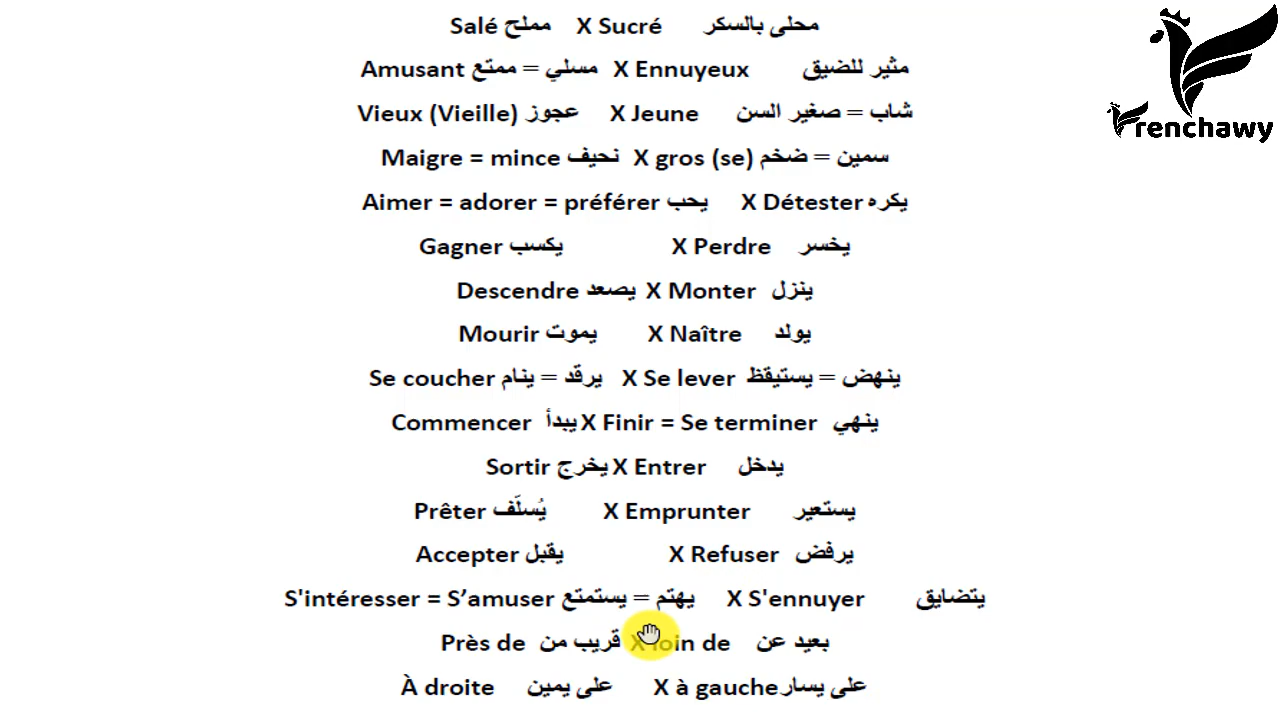 Salé مملح X Sucré محلى بالسكر
Amusant مسلي = ممتع X Ennuyeux مثير للضيق
Vieux (Vieille) عجوز X Jeune شاب = صغير السن
Maigre = mince نحيف X gros (se) سمين = ضخم
Aimer = adorer = préférer يحب X Détester يكره
Gagner يكسب X Perdre يخسر
Descendre يصعد X Monter ينزل
Mourir يموت X Naître يولد
Se coucher يرقد = ينام X Se lever ينهض = يستيقظ
Commencer يبدأ X Finir = Se terminer ينهي
Sortir يخرج X Entrer يدخل
Prêter يُسلّف X Emprunter يستعير
Accepter يقبل X Refuser يرفض
S'intéresser = S’amuser يهتم = يستمتع X S'ennuyer يتضايق
Près de قريب من X loin de بعيد عن
À droite على يمين X à gauche على يسار
Frenchawy